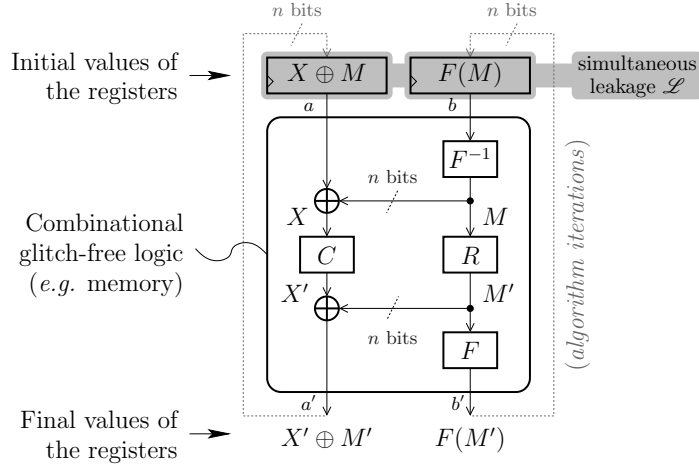 n bits
n bits
Initial values of
the registers
X ⊕ M
F(M)
simultaneous
leakage ℒ
a
b
F⁻¹
n bits
X
M
Combinational
glitch-free logic
(e.g. memory)
C
R
X′
M′
n bits
F
(algorithm iterations)
a′
b′
Final values of
the registers
X′ ⊕ M′
F(M′)